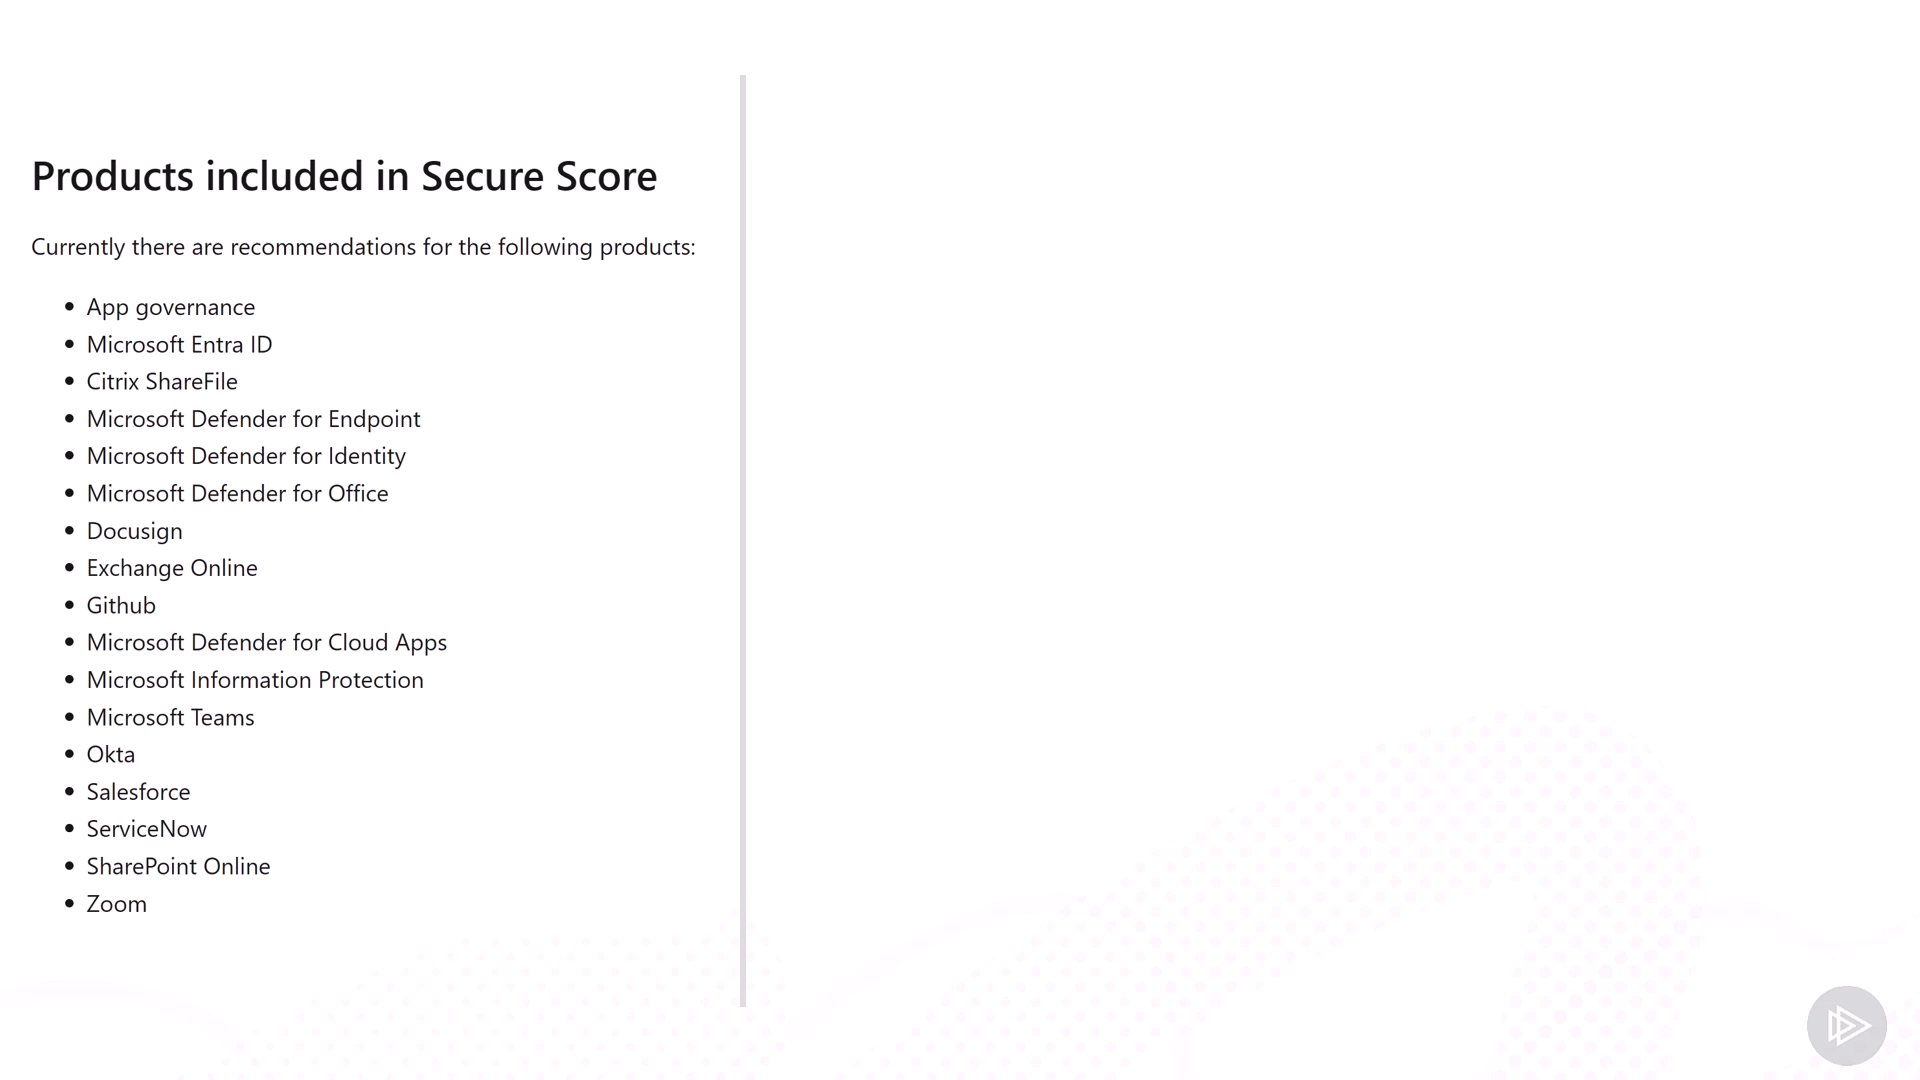 Products included in Secure Score
Currently there are recommendations for the following products:
• App governance
• Microsoft Entra ID
• Citrix ShareFile
• Microsoft Defender for Endpoint
• Microsoft Defender for Identity
• Microsoft Defender for Office
• Docusign
• Exchange Online
• Github
• Microsoft Defender for Cloud Apps
• Microsoft Information Protection
• Microsoft Teams
• Okta
• Salesforce
• ServiceNow
• SharePoint Online
• Zoom